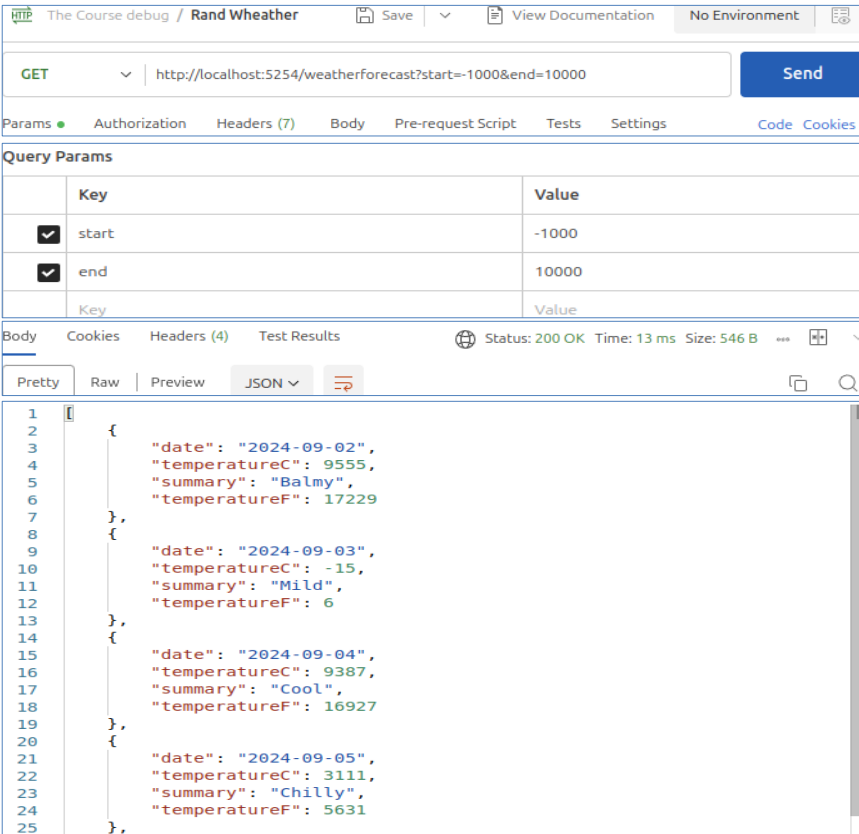 HTTP The Course debug / Rand Wheather Save View Documentation No Environment
GET http://localhost:5254/weatherforecast?start=-1000&end=10000 Send
Params Authorization Headers (7) Body Pre-request Script Tests Settings Code Cookies
Query Params
Key Value
start -1000
end 10000
Key Value
Body Cookies Headers (4) Test Results Status: 200 OK Time: 13 ms Size: 546 B
Pretty Raw Preview JSON
1 [
2 {
3 "date": "2024-09-02",
4 "temperatureC": 9555,
5 "summary": "Balmy",
6 "temperatureF": 17229
7 },
8 {
9 "date": "2024-09-03",
10 "temperatureC": -15,
11 "summary": "Mild",
12 "temperatureF": 6
13 },
14 {
15 "date": "2024-09-04",
16 "temperatureC": 9387,
17 "summary": "Cool",
18 "temperatureF": 16927
19 },
20 {
21 "date": "2024-09-05",
22 "temperatureC": 3111,
23 "summary": "Chilly",
24 "temperatureF": 5631
25 },